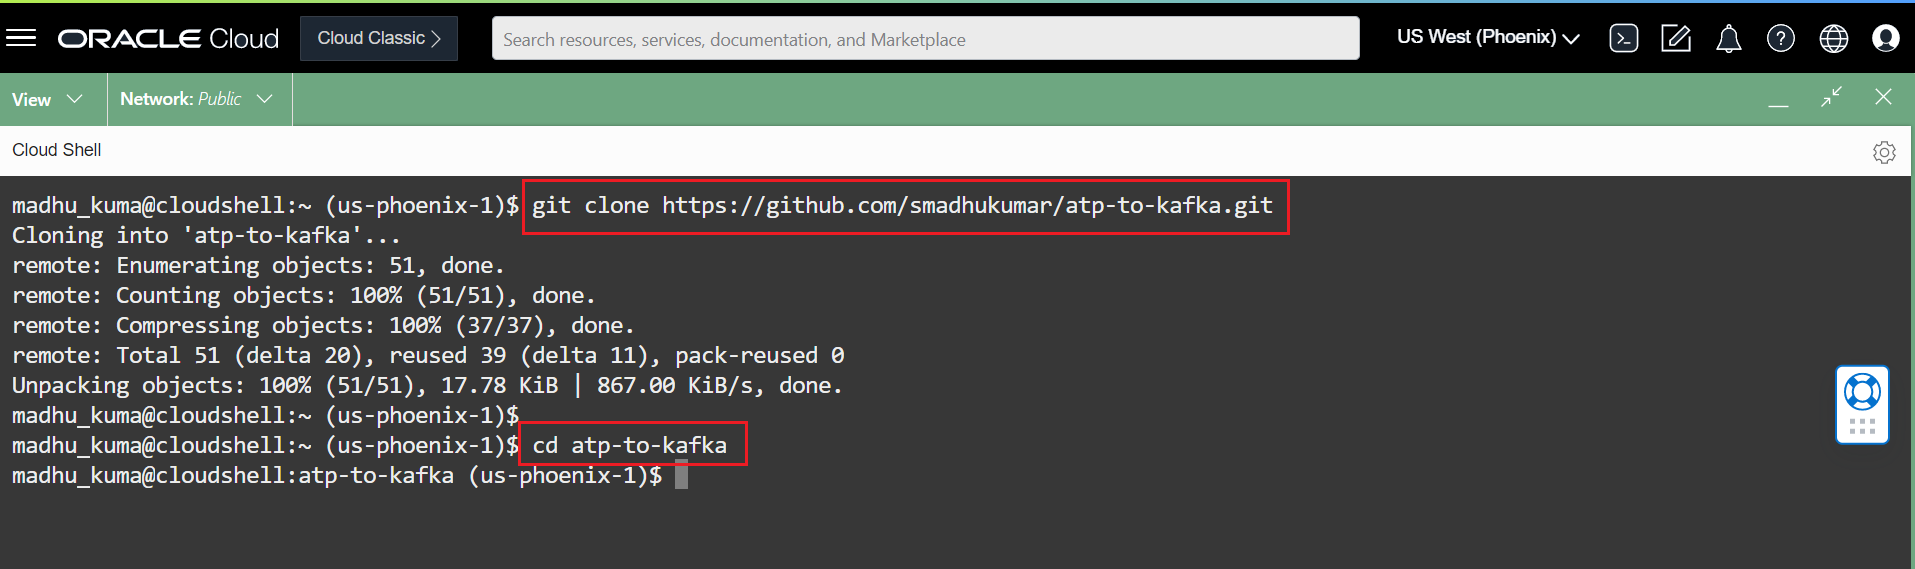 ORACLE Cloud Cloud Classic Search resources, services, documentation, and Marketplace US West (Phoenix)
View Network: Public
Cloud Shell
madhu_kuma@cloudshell:~ (us-phoenix-1)$ git clone https://github.com/smadhukumar/atp-to-kafka.git
Cloning into 'atp-to-kafka'...
remote: Enumerating objects: 51, done.
remote: Counting objects: 100% (51/51), done.
remote: Compressing objects: 100% (37/37), done.
remote: Total 51 (delta 20), reused 39 (delta 11), pack-reused 0
Unpacking objects: 100% (51/51), 17.78 KiB | 867.00 KiB/s, done.
madhu_kuma@cloudshell:~ (us-phoenix-1)$
madhu_kuma@cloudshell:~ (us-phoenix-1)$ cd atp-to-kafka
madhu_kuma@cloudshell:atp-to-kafka (us-phoenix-1)$